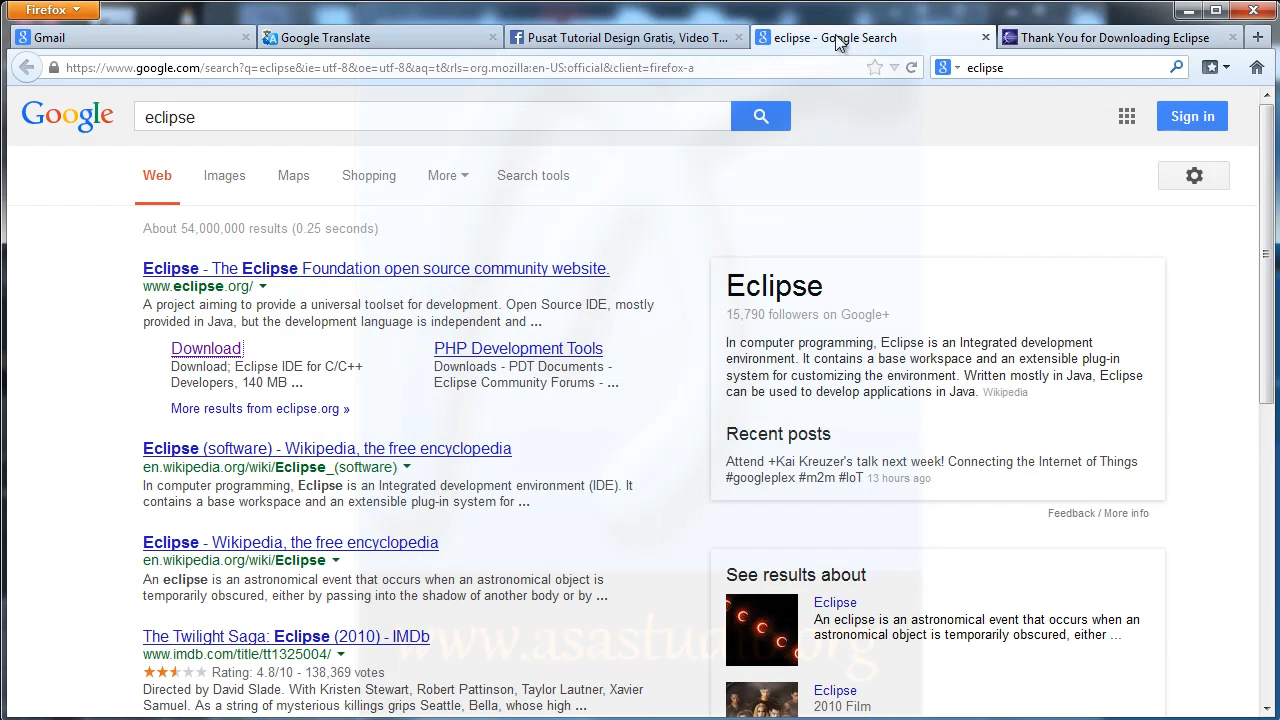 Firefox
Gmail
Google Translate
Pusat Tutorial Design Gratis, Video T...
eclipse - Google Search
Thank You for Downloading Eclipse
https://www.google.com/search?q=eclipse&ie=utf-8&oe=utf-8&aq=t&rls=org.mozilla:en-US:official&client=firefox-a
eclipse
Google
eclipse
Sign in
Web
Images
Maps
Shopping
More
Search tools
About 54,000,000 results (0.25 seconds)
Eclipse - The Eclipse Foundation open source community website.
www.eclipse.org/
A project aiming to provide a universal toolset for development. Open Source IDE, mostly
provided in Java, but the development language is independent and ...
Download
Download; Eclipse IDE for C/C++
Developers, 140 MB ...
PHP Development Tools
Downloads - PDT Documents -
Eclipse Community Forums - ...
More results from eclipse.org »
Eclipse (software) - Wikipedia, the free encyclopedia
en.wikipedia.org/wiki/Eclipse_(software)
In computer programming, Eclipse is an Integrated development environment (IDE). It
contains a base workspace and an extensible plug-in system for ...
Eclipse - Wikipedia, the free encyclopedia
en.wikipedia.org/wiki/Eclipse
An eclipse is an astronomical event that occurs when an astronomical object is
temporarily obscured, either by passing into the shadow of another body or by ...
The Twilight Saga: Eclipse (2010) - IMDb
www.imdb.com/title/tt1325004/
Rating: 4.8/10 - 138,369 votes
Directed by David Slade. With Kristen Stewart, Robert Pattinson, Taylor Lautner, Xavier
Samuel. As a string of mysterious killings grips Seattle, Bella, whose high ...
Eclipse
15,790 followers on Google+
In computer programming, Eclipse is an Integrated development
environment. It contains a base workspace and an extensible plug-in
system for customizing the environment. Written mostly in Java, Eclipse
can be used to develop applications in Java. Wikipedia
Recent posts
Attend +Kai Kreuzer's talk next week! Connecting the Internet of Things
#googleplex #m2m #IoT 13 hours ago
Feedback / More info
See results about
Eclipse
An eclipse is an astronomical event that occurs when an
astronomical object is temporarily obscured, either ...
Eclipse
2010 Film
www.asastudio.org